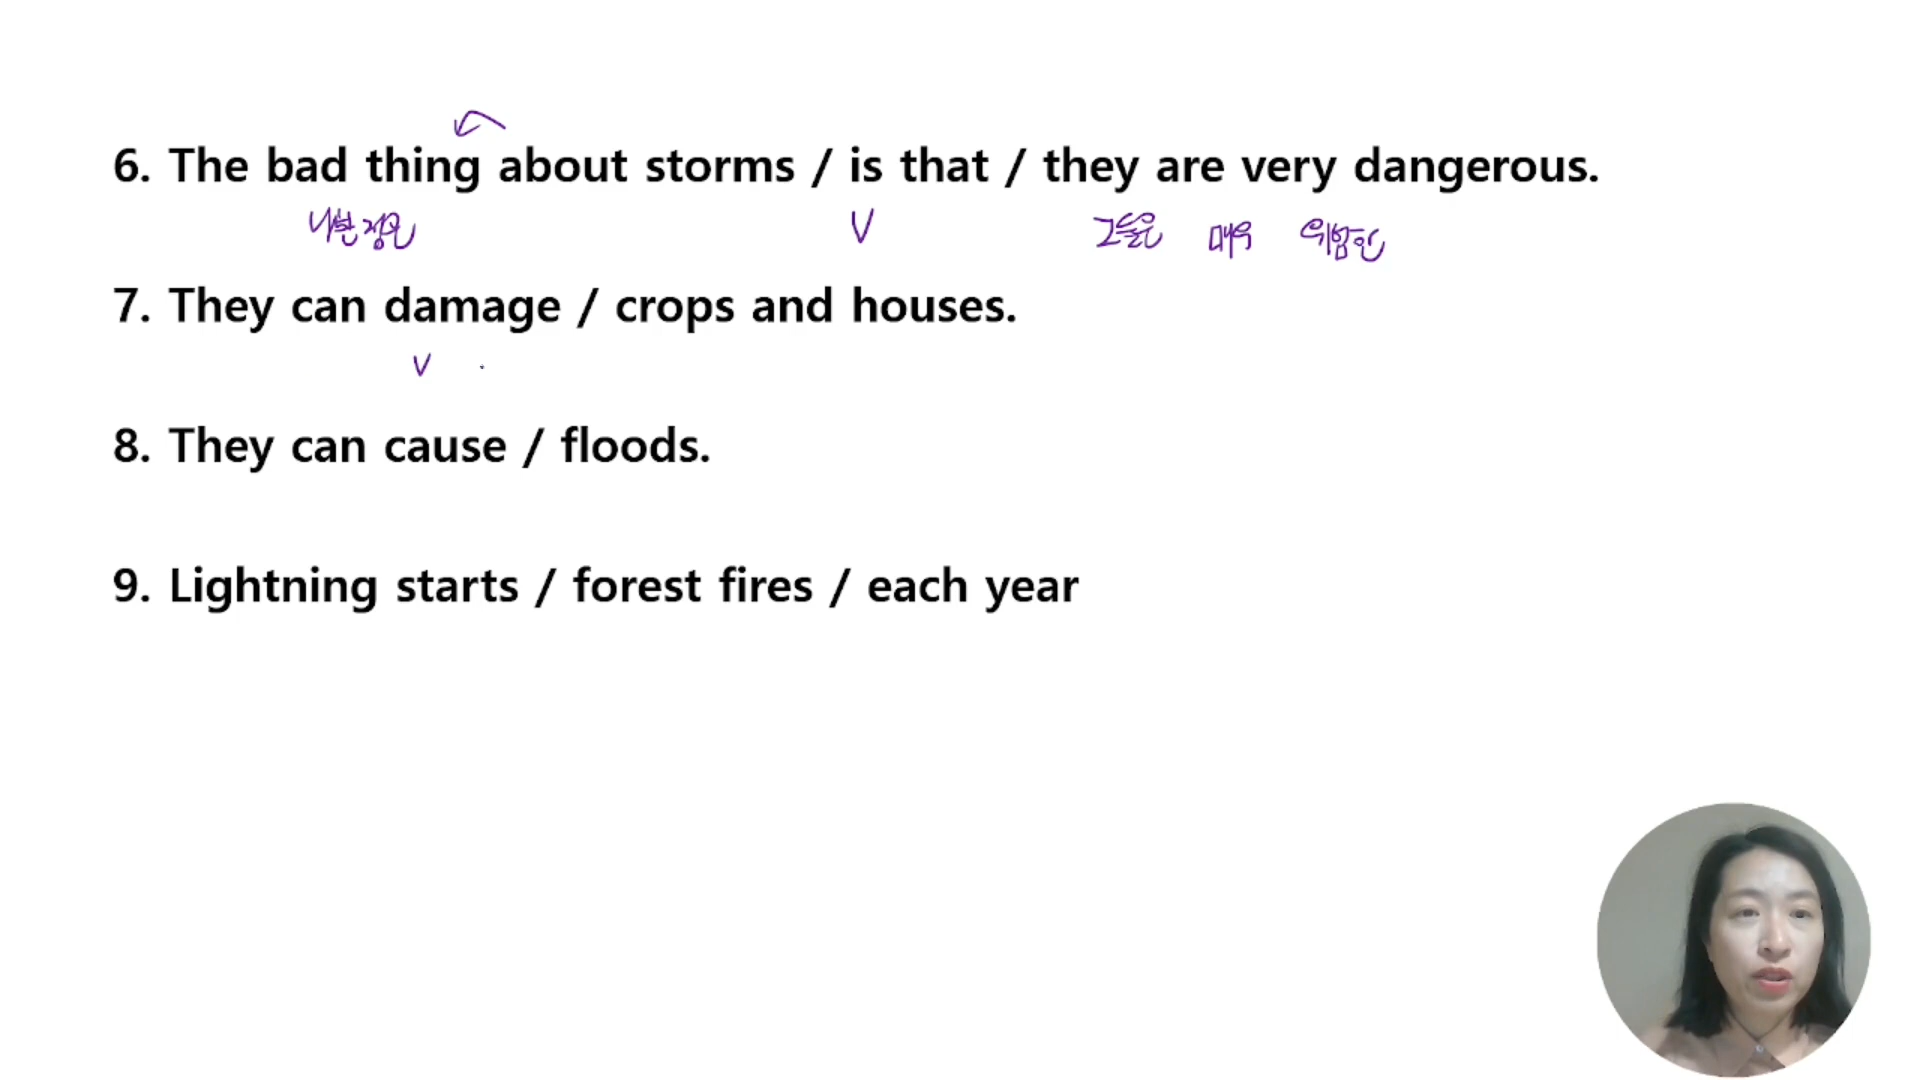 6. The bad thing about storms / is that / they are very dangerous.
나쁜 점은 V 그들은 매우 위험한
7. They can damage / crops and houses.
V
8. They can cause / floods.
9. Lightning starts / forest fires / each year